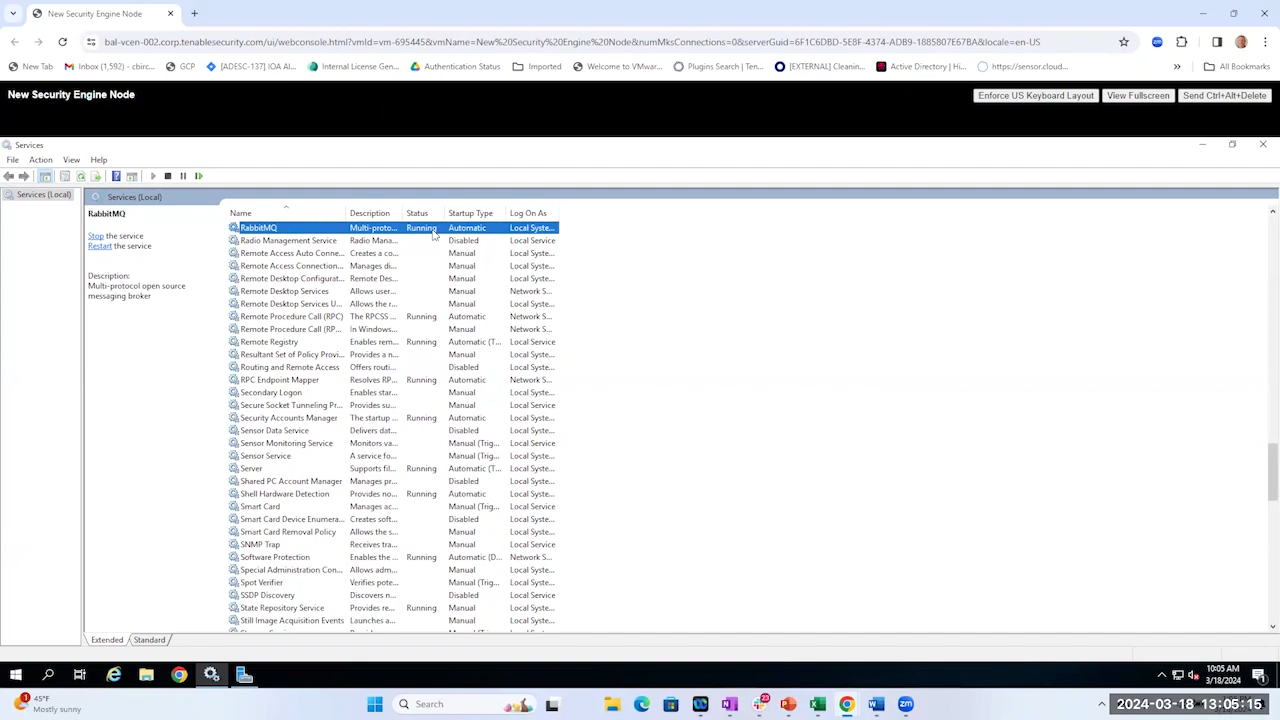 New Security Engine Node
bal-vcen-002.corp.tenablesecurity.com/ui/webconsole.html?vmId=vm-695445&vmName=New%20Security%20Engine%20Node&numMksConnections=0&serverGuid=6F1C6DBD-5E8F-4374-ADB9-1885807E67BA&locale=en-US
New Tab Inbox (1,592) - cbirc... GCP [ADESC-137] IOA Al... Internal License Gen... Authentication Status Imported Welcome to VMwar... Plugins Search | Ten... [EXTERNAL] Cleanin... Active Directory | Hi... https://sensor.cloud... » All Bookmarks
New Security Engine Node Enforce US Keyboard Layout View Fullscreen Send Ctrl+Alt+Delete
Services
File Action View Help
Services (Local) Services (Local)
RabbitMQ
Stop the service
Restart the service
Description:
Multi-protocol open source
messaging broker
Name Description Status Startup Type Log On As
RabbitMQ Multi-proto... Running Automatic Local Syste...
Radio Management Service Radio Mana... Disabled Local Service
Remote Access Auto Conne... Creates a co... Manual Local Syste...
Remote Access Connection... Manages di... Manual Local Syste...
Remote Desktop Configurat... Remote Des... Manual Local Syste...
Remote Desktop Services Allows user... Manual Network S...
Remote Desktop Services U... Allows the r... Manual Local Syste...
Remote Procedure Call (RPC) The RPCSS ... Running Automatic Network S...
Remote Procedure Call (RP... In Windows... Manual Network S...
Remote Registry Enables rem... Running Automatic (T... Local Service
Resultant Set of Policy Provi... Provides a n... Manual Local Syste...
Routing and Remote Access Offers routi... Disabled Local Syste...
RPC Endpoint Mapper Resolves RP... Running Automatic Network S...
Secondary Logon Enables star... Manual Local Syste...
Secure Socket Tunneling Pr... Provides su... Manual Local Service
Security Accounts Manager The startup ... Running Automatic Local Syste...
Sensor Data Service Delivers dat... Disabled Local Syste...
Sensor Monitoring Service Monitors va... Manual (Trig... Local Service
Sensor Service A service fo... Manual (Trig... Local Syste...
Server Supports fil... Running Automatic (T... Local Syste...
Shared PC Account Manager Manages pr... Disabled Local Syste...
Shell Hardware Detection Provides no... Running Automatic Local Syste...
Smart Card Manages ac... Manual (Trig... Local Service
Smart Card Device Enumera... Creates soft... Disabled Local Syste...
Smart Card Removal Policy Allows the s... Manual Local Syste...
SNMP Trap Receives tra... Manual Local Service
Software Protection Enables the ... Running Automatic (D... Network S...
Special Administration Con... Allows adm... Manual Local Syste...
Spot Verifier Verifies pote... Manual (Trig... Local Syste...
SSDP Discovery Discovers n... Disabled Local Service
State Repository Service Provides re... Running Manual Local Syste...
Still Image Acquisition Events Launches a... Manual Local Syste...
Extended Standard
10:05 AM
3/18/2024
45°F
Mostly sunny
Search
2024-03-18 13:05:15